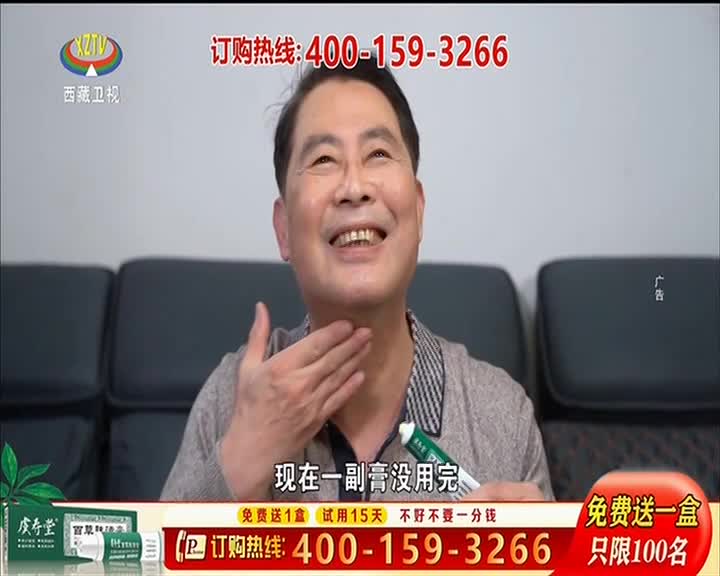 订购热线:400-159-3266
XZTV
西藏卫视
广告
现在一副膏没用完
免费送1盒 试用15天 不好不要一分钱
免费送一盒
订购热线:400-159-3266
只限100名
虔寿堂